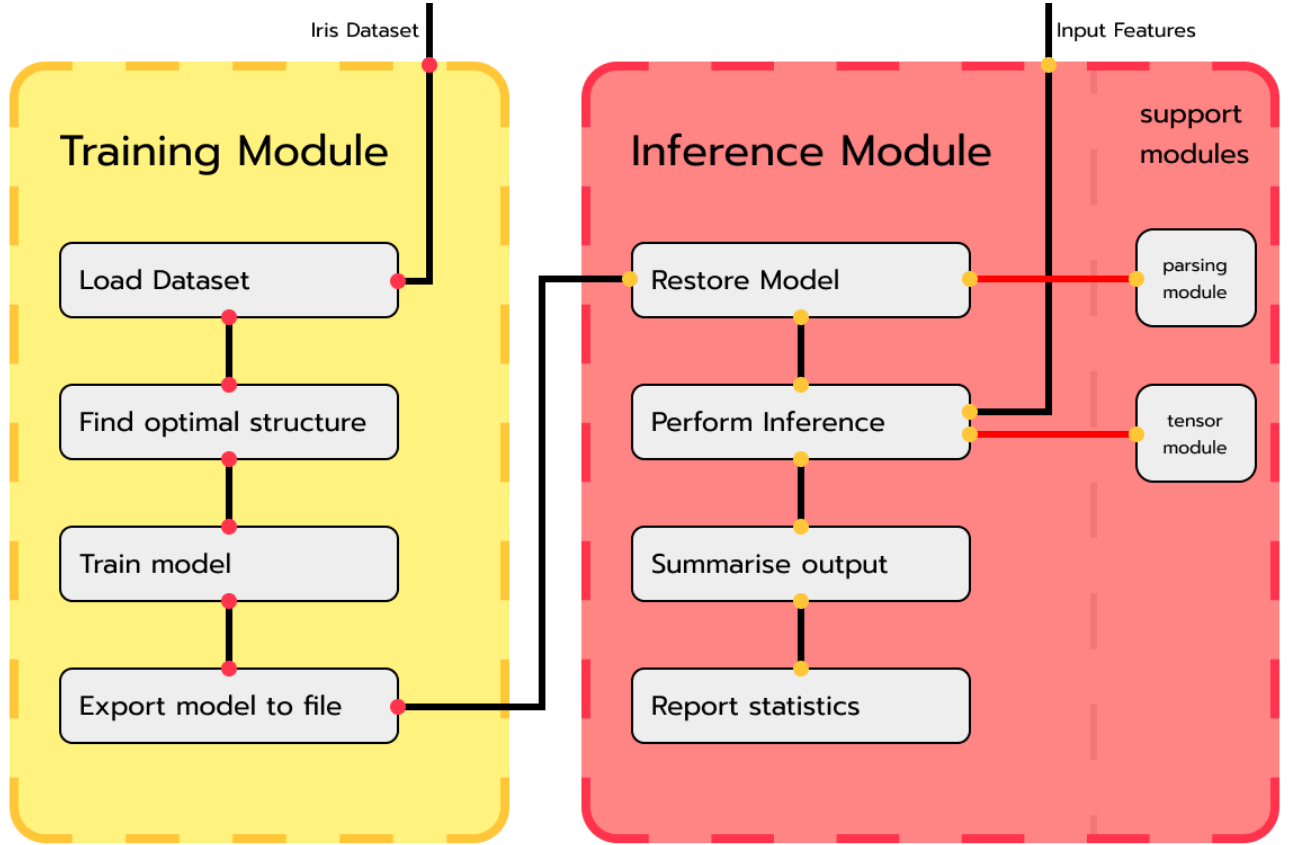 Iris Dataset
Input Features
Training Module
Load Dataset
Find optimal structure
Train model
Export model to file
Inference Module
Restore Model
Perform Inference
Summarise output
Report statistics
support
modules
parsing
module
tensor
module